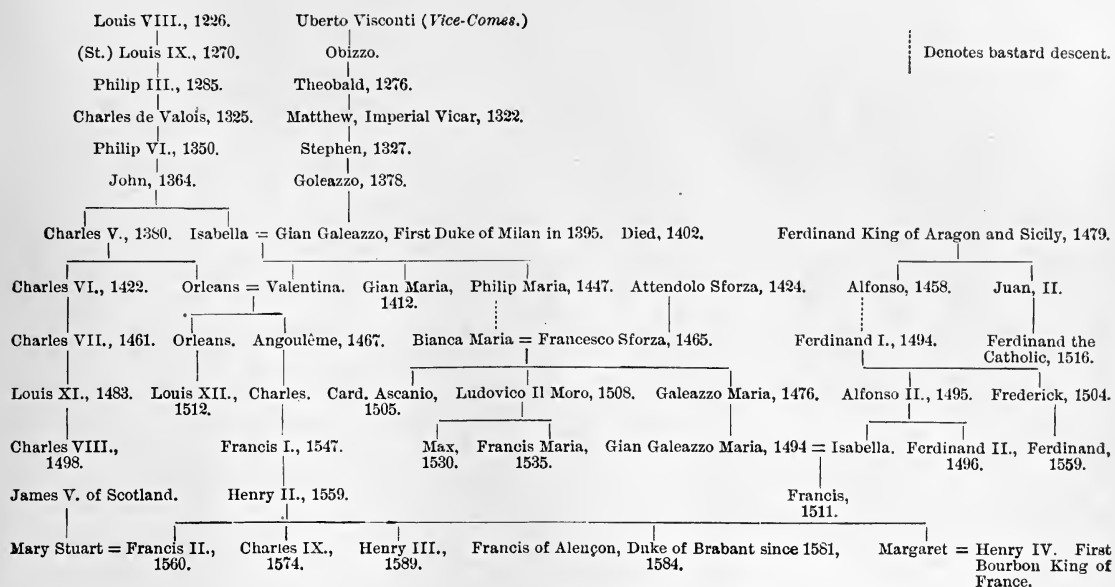 Louis VIII., 1226. Uberto Visconti (Vice-Comes.)
(St.) Louis IX., 1270. Obizzo. Denotes bastard descent.
Philip III., 1285. Theobald, 1276.
Charles de Valois, 1325. Matthew, Imperial Vicar, 1322.
Philip VI., 1350. Stephen, 1327.
John, 1364. Goleazzo, 1378.
Charles V., 1380. Isabella = Gian Galeazzo, First Duke of Milan in 1395. Died, 1402. Ferdinand King of Aragon and Sicily, 1479.
Charles VI., 1422. Orleans = Valentina. Gian Maria, Philip Maria, 1447. Attendolo Sforza, 1424. Alfonso, 1458. Juan, II.
1412.
Charles VII., 1461. Orleans. Angoulême, 1467. Bianca Maria = Francesco Sforza, 1465. Ferdinand I., 1494. Ferdinand the
Catholic, 1516.
Louis XI., 1483. Louis XII., Charles. Card. Ascanio, Ludovico Il Moro, 1508. Galeazzo Maria, 1476. Alfonso II., 1495. Frederick, 1504.
1512. 1505.
Charles VIII., Francis I., 1547. Max, Francis Maria, Gian Galeazzo Maria, 1494 = Isabella. Ferdinand II., Ferdinand,
1498. 1530. 1535. 1496. 1559.
James V. of Scotland. Henry II., 1559. Francis,
1511.
Mary Stuart = Francis II., Charles IX., Henry III., Francis of Alençon, Duke of Brabant since 1581, Margaret = Henry IV. First
1560. 1574. 1589. 1584. Bourbon King of
France.